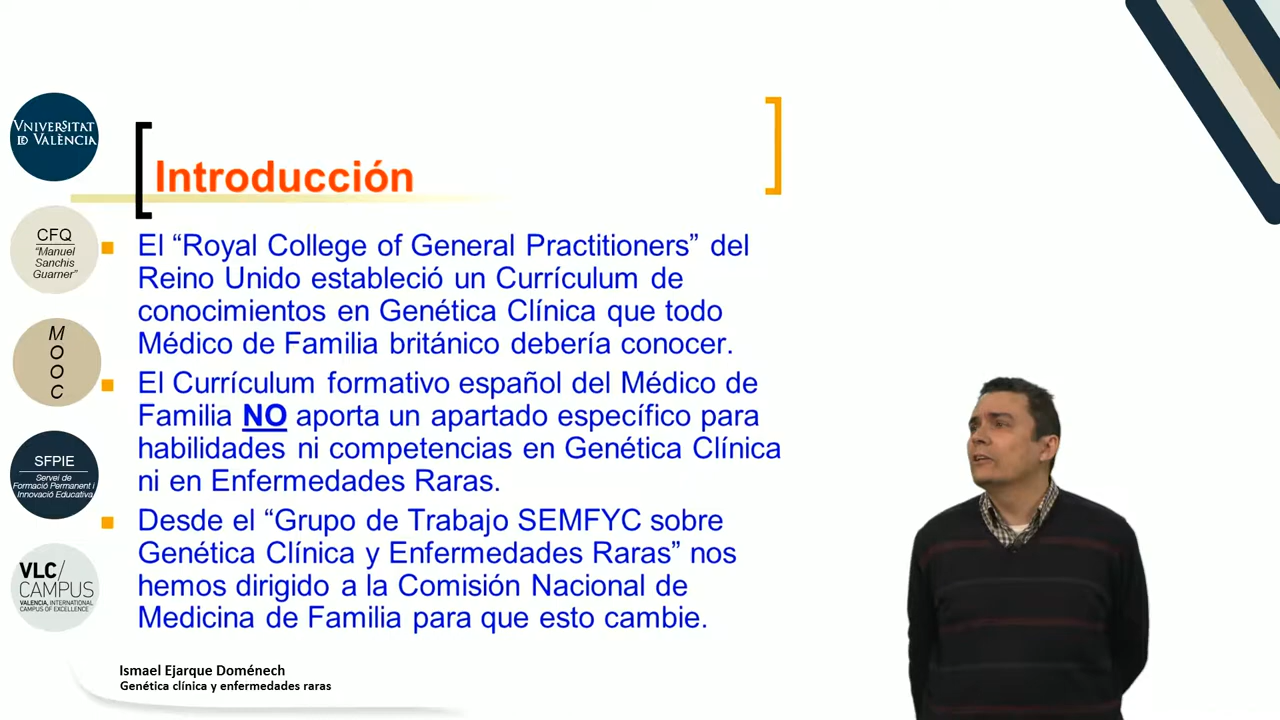 VNIVERSITAT
ID VALÈNCIA
CFQ
"Manuel
Sanchis
Guarner"
M
O
O
C
SFPIE
Servei de
Formació Permanent i
Innovació Educativa
VLC/
CAMPUS
VALENCIA, INTERNATIONAL
CAMPUS OF EXCELLENCE
Introducción
El “Royal College of General Practitioners” del
Reino Unido estableció un Currículum de
conocimientos en Genética Clínica que todo
Médico de Familia británico debería conocer.
El Currículum formativo español del Médico de
Familia NO aporta un apartado específico para
habilidades ni competencias en Genética Clínica
ni en Enfermedades Raras.
Desde el “Grupo de Trabajo SEMFYC sobre
Genética Clínica y Enfermedades Raras” nos
hemos dirigido a la Comisión Nacional de
Medicina de Familia para que esto cambie.
Ismael Ejarque Doménech
Genética clínica y enfermedades raras